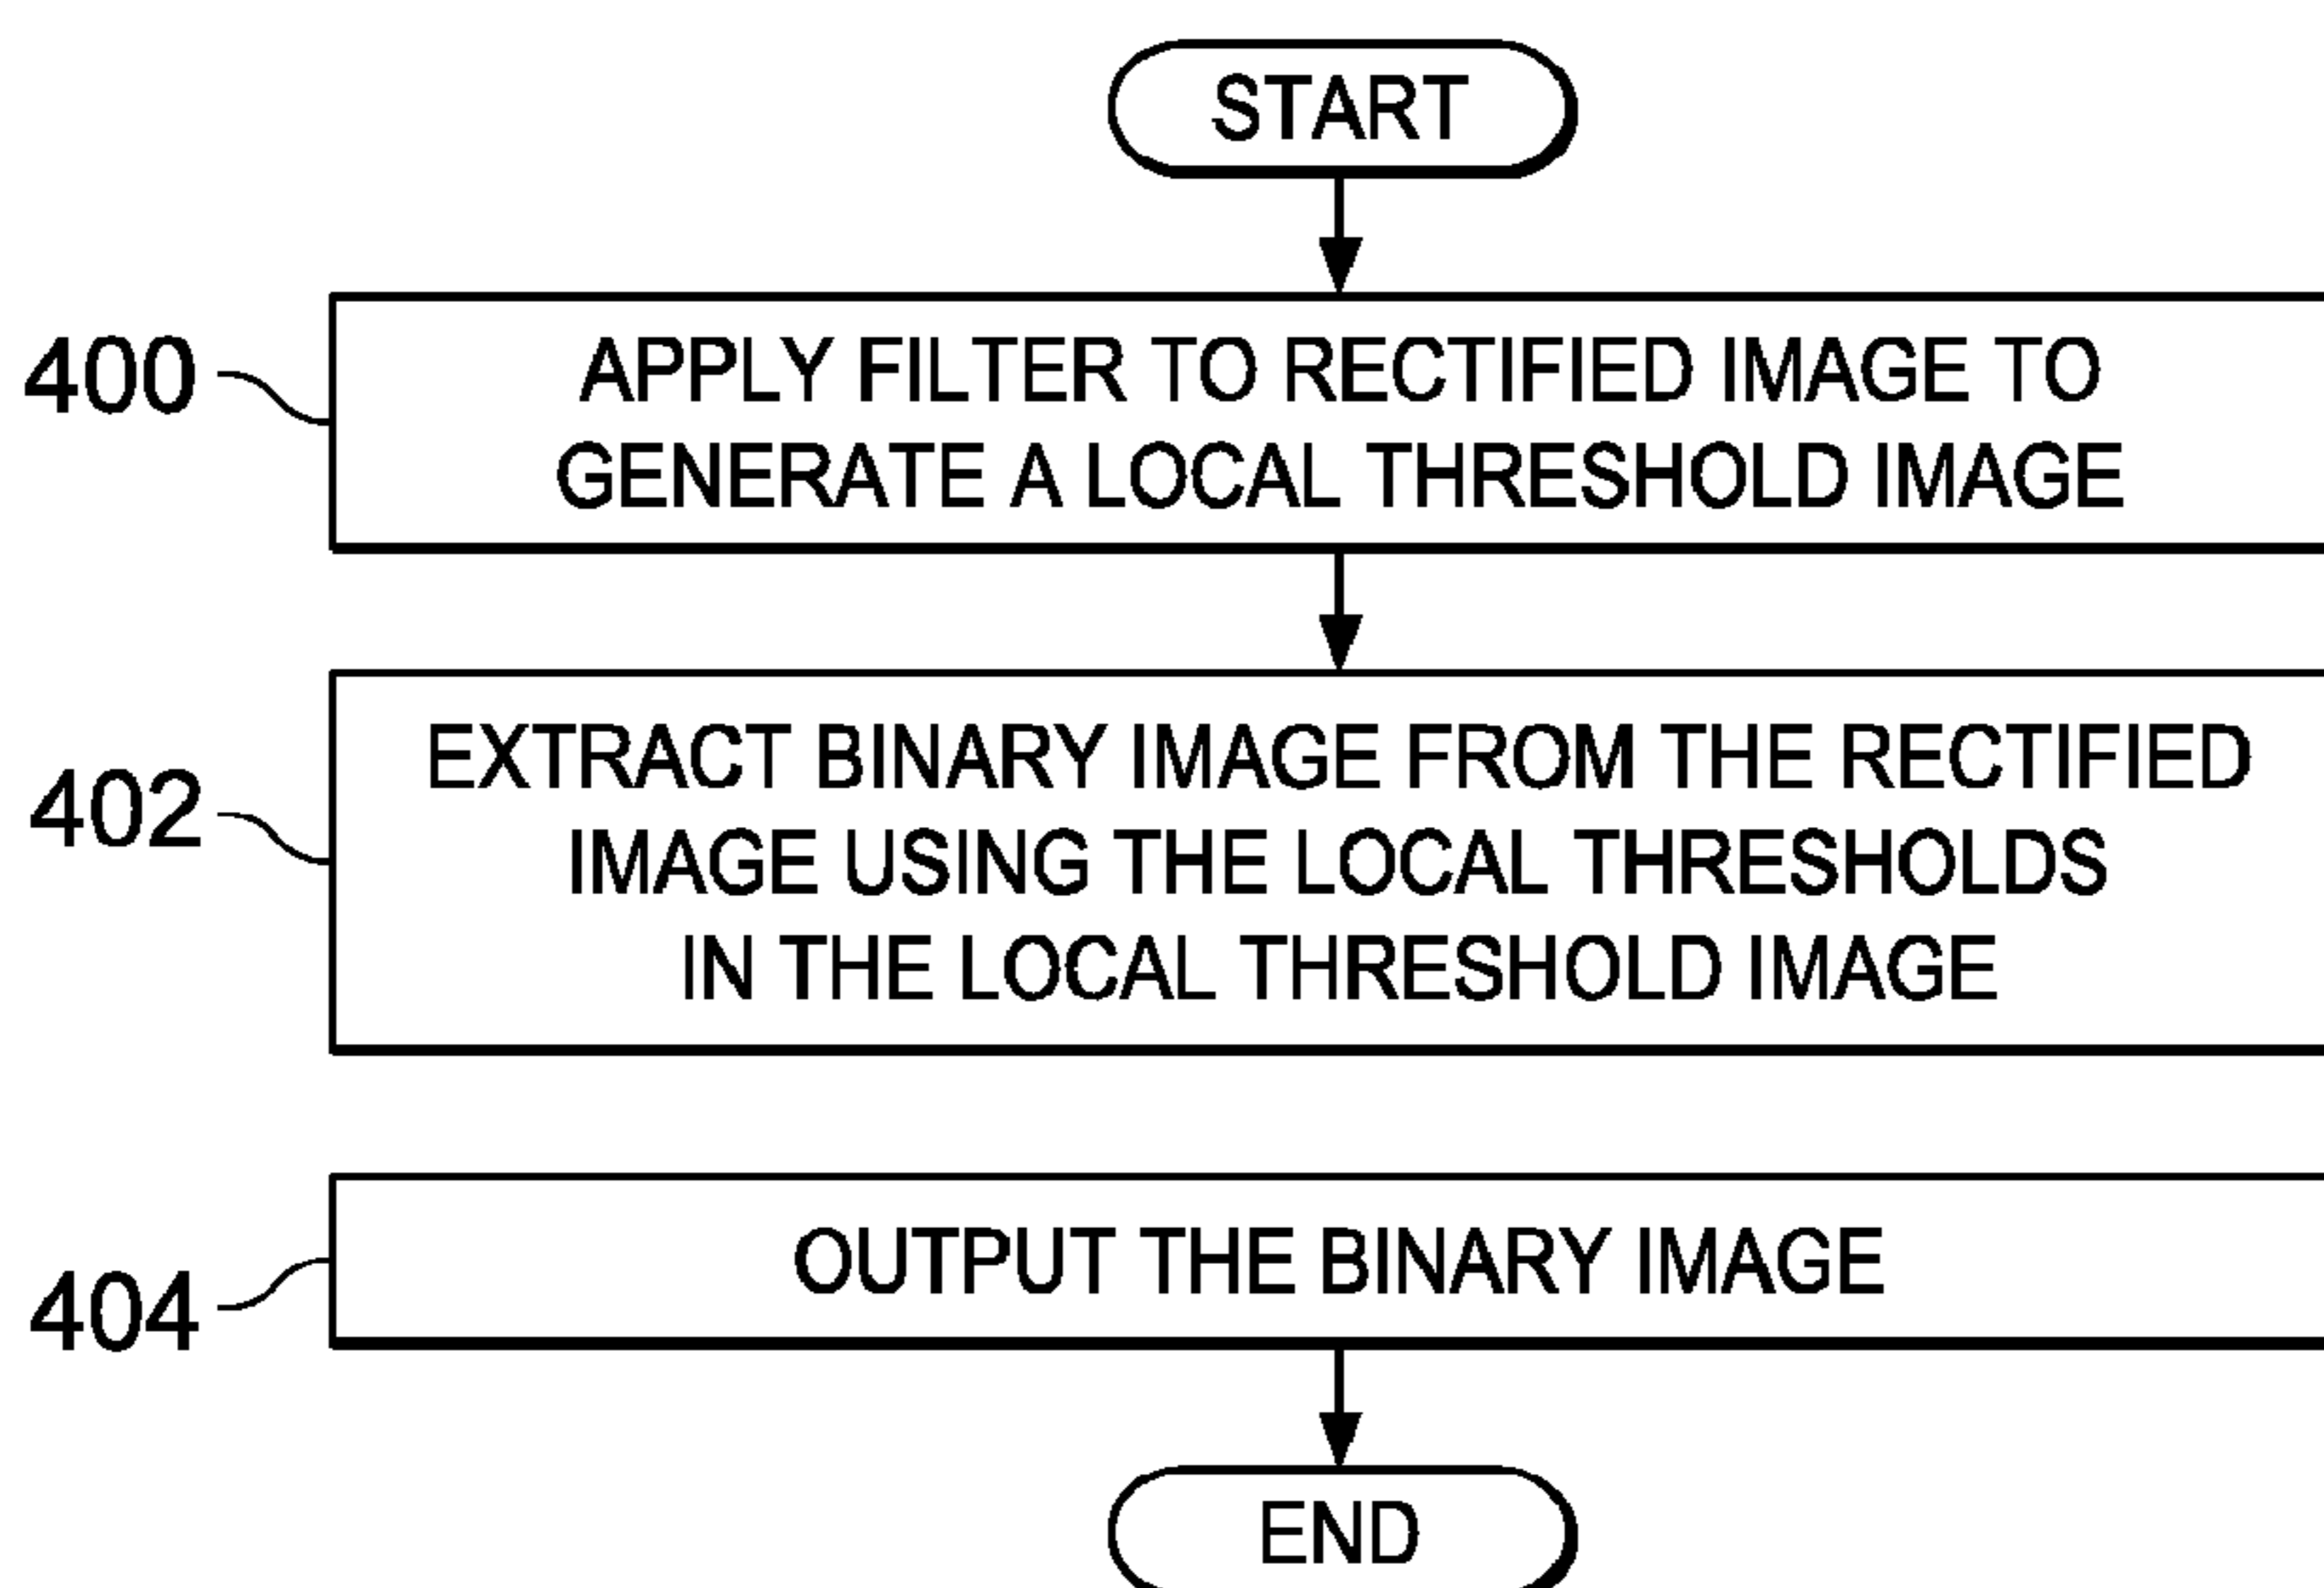 START
400
APPLY FILTER TO RECTIFIED IMAGE TO
GENERATE A LOCAL THRESHOLD IMAGE
402
EXTRACT BINARY IMAGE FROM THE RECTIFIED
IMAGE USING THE LOCAL THRESHOLDS
IN THE LOCAL THRESHOLD IMAGE
404
OUTPUT THE BINARY IMAGE
END